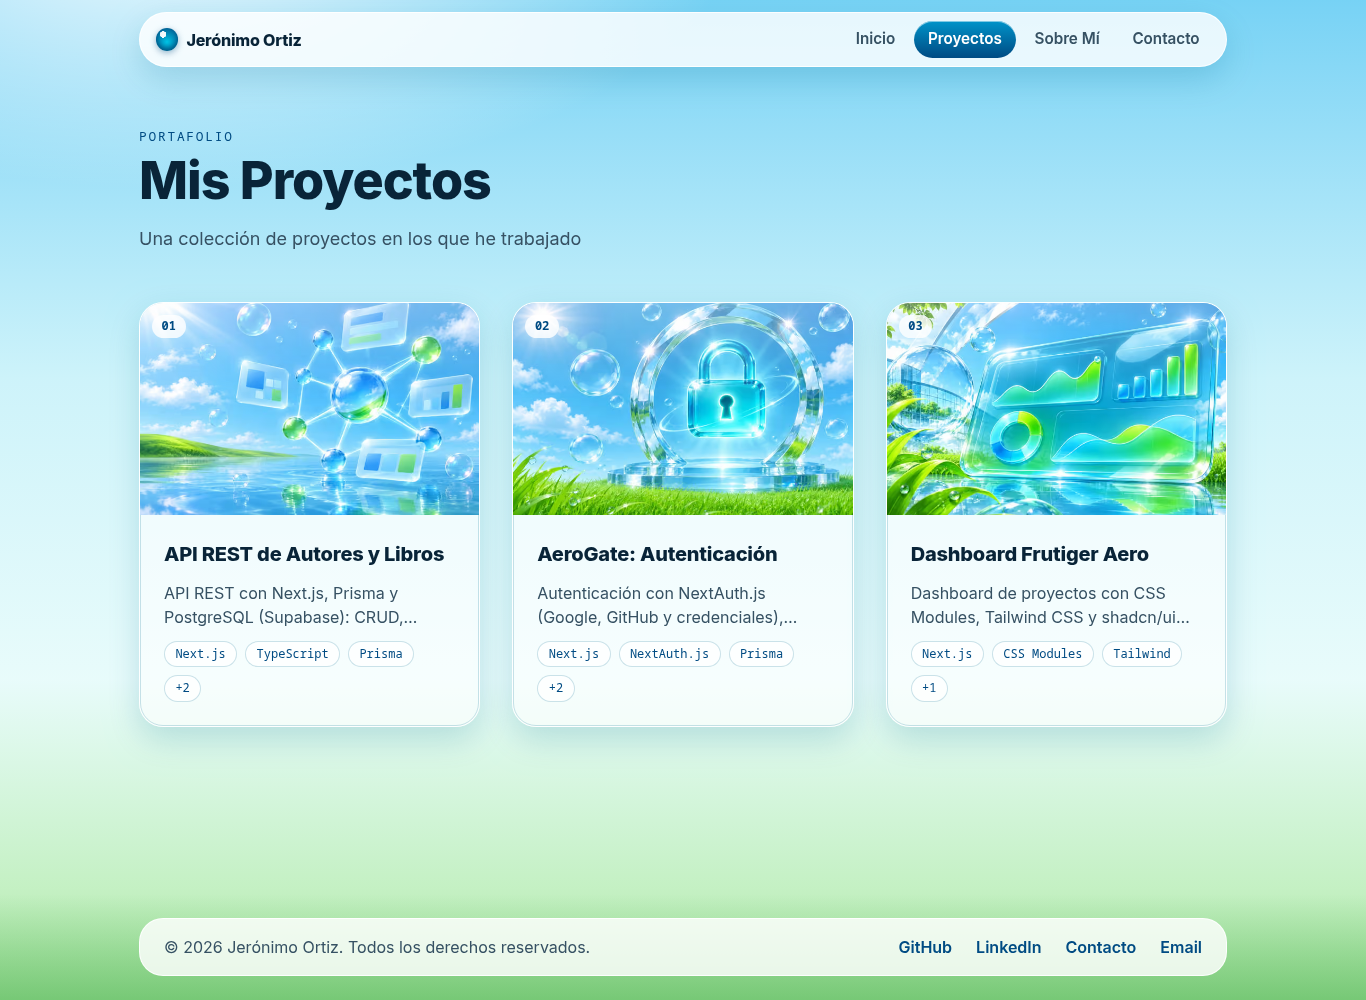 Jerónimo Ortiz
Inicio
Proyectos
Sobre Mí
Contacto
PORTAFOLIO
Mis Proyectos
Una colección de proyectos en los que he trabajado
01
API REST de Autores y Libros
API REST con Next.js, Prisma y
PostgreSQL (Supabase): CRUD,...
Next.js
TypeScript
Prisma
+2
02
AeroGate: Autenticación
Autenticación con NextAuth.js
(Google, GitHub y credenciales),...
Next.js
NextAuth.js
Prisma
+2
03
Dashboard Frutiger Aero
Dashboard de proyectos con CSS
Modules, Tailwind CSS y shadcn/ui...
Next.js
CSS Modules
Tailwind
+1
© 2026 Jerónimo Ortiz. Todos los derechos reservados.
GitHub
LinkedIn
Contacto
Email